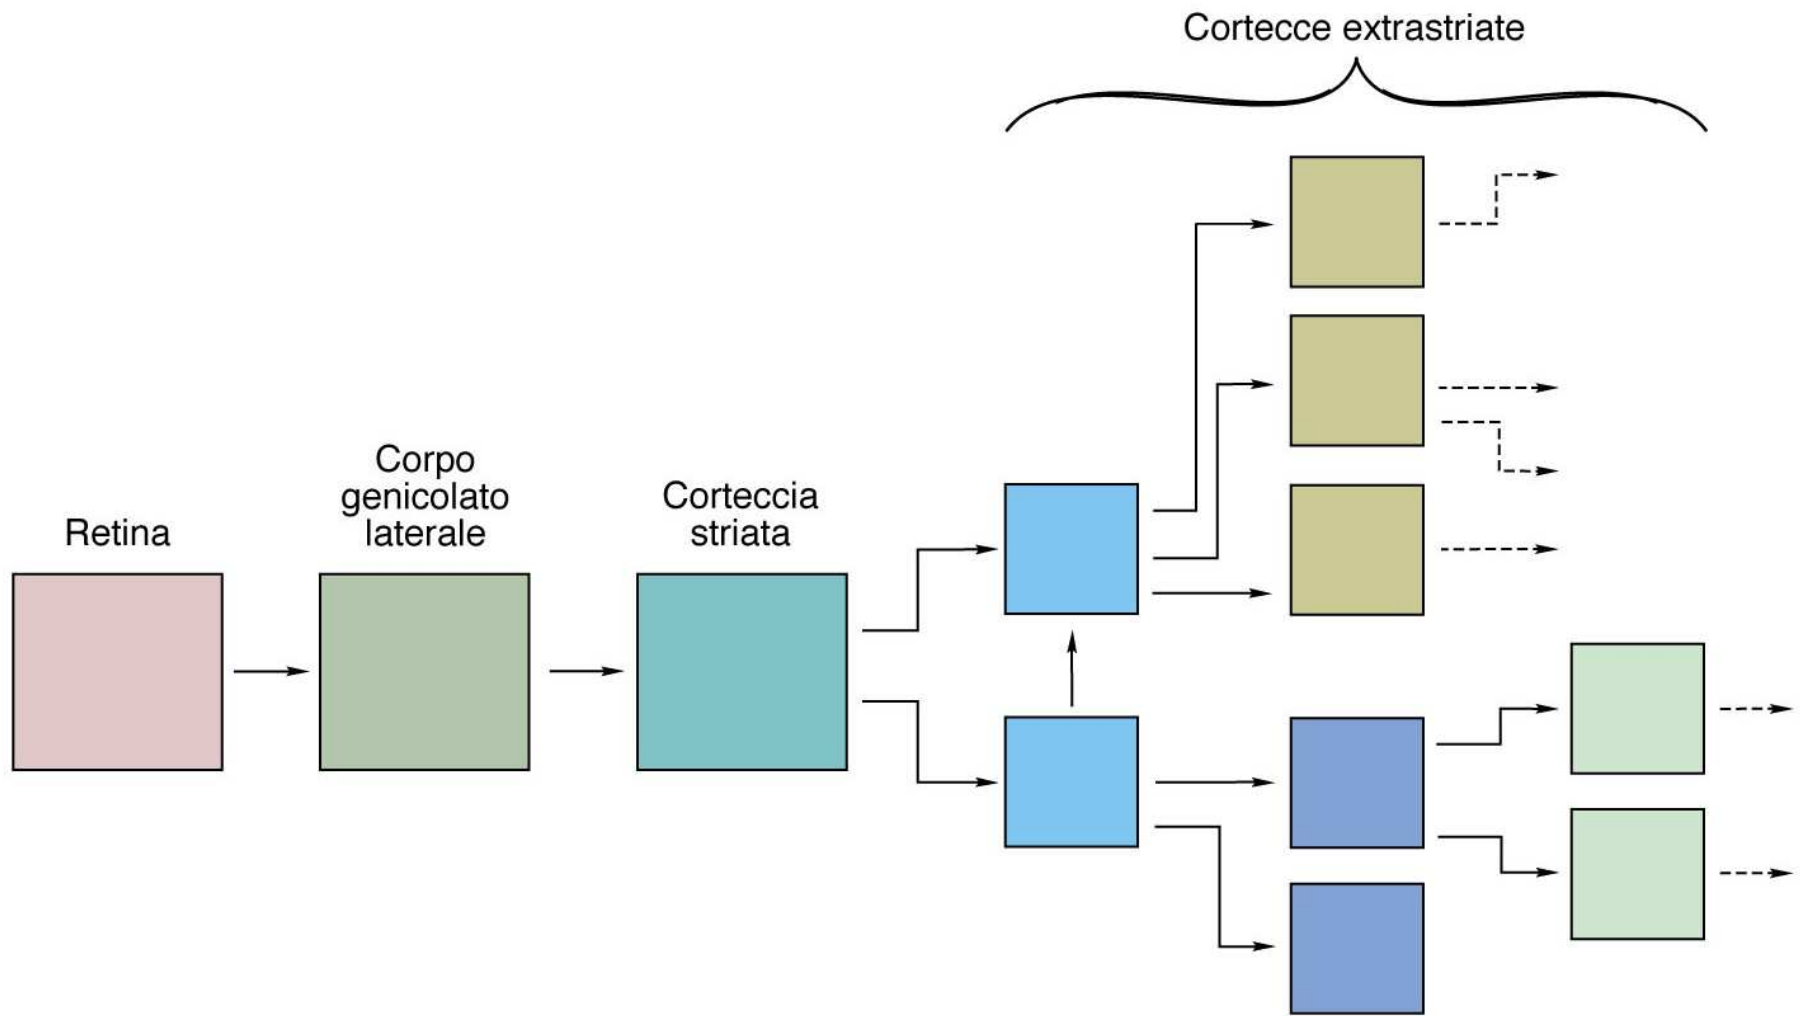 Cortecce extrastriate
Retina
Corpo
genicolato
laterale
Corteccia
striata